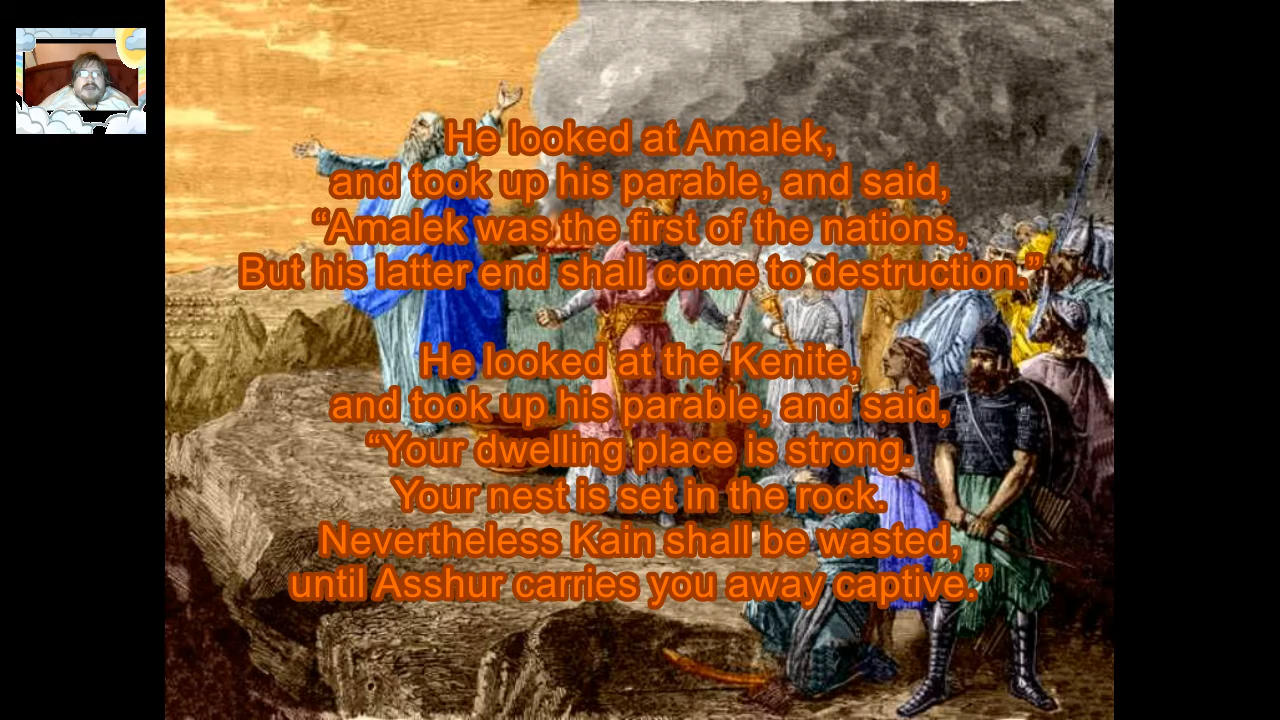 He looked at Amalek,
and took up his parable, and said,
“Amalek was the first of the nations,
But his latter end shall come to destruction.”
He looked at the Kenite,
and took up his parable, and said,
“Your dwelling place is strong.
Your nest is set in the rock.
Nevertheless Kain shall be wasted,
until Asshur carries you away captive.”